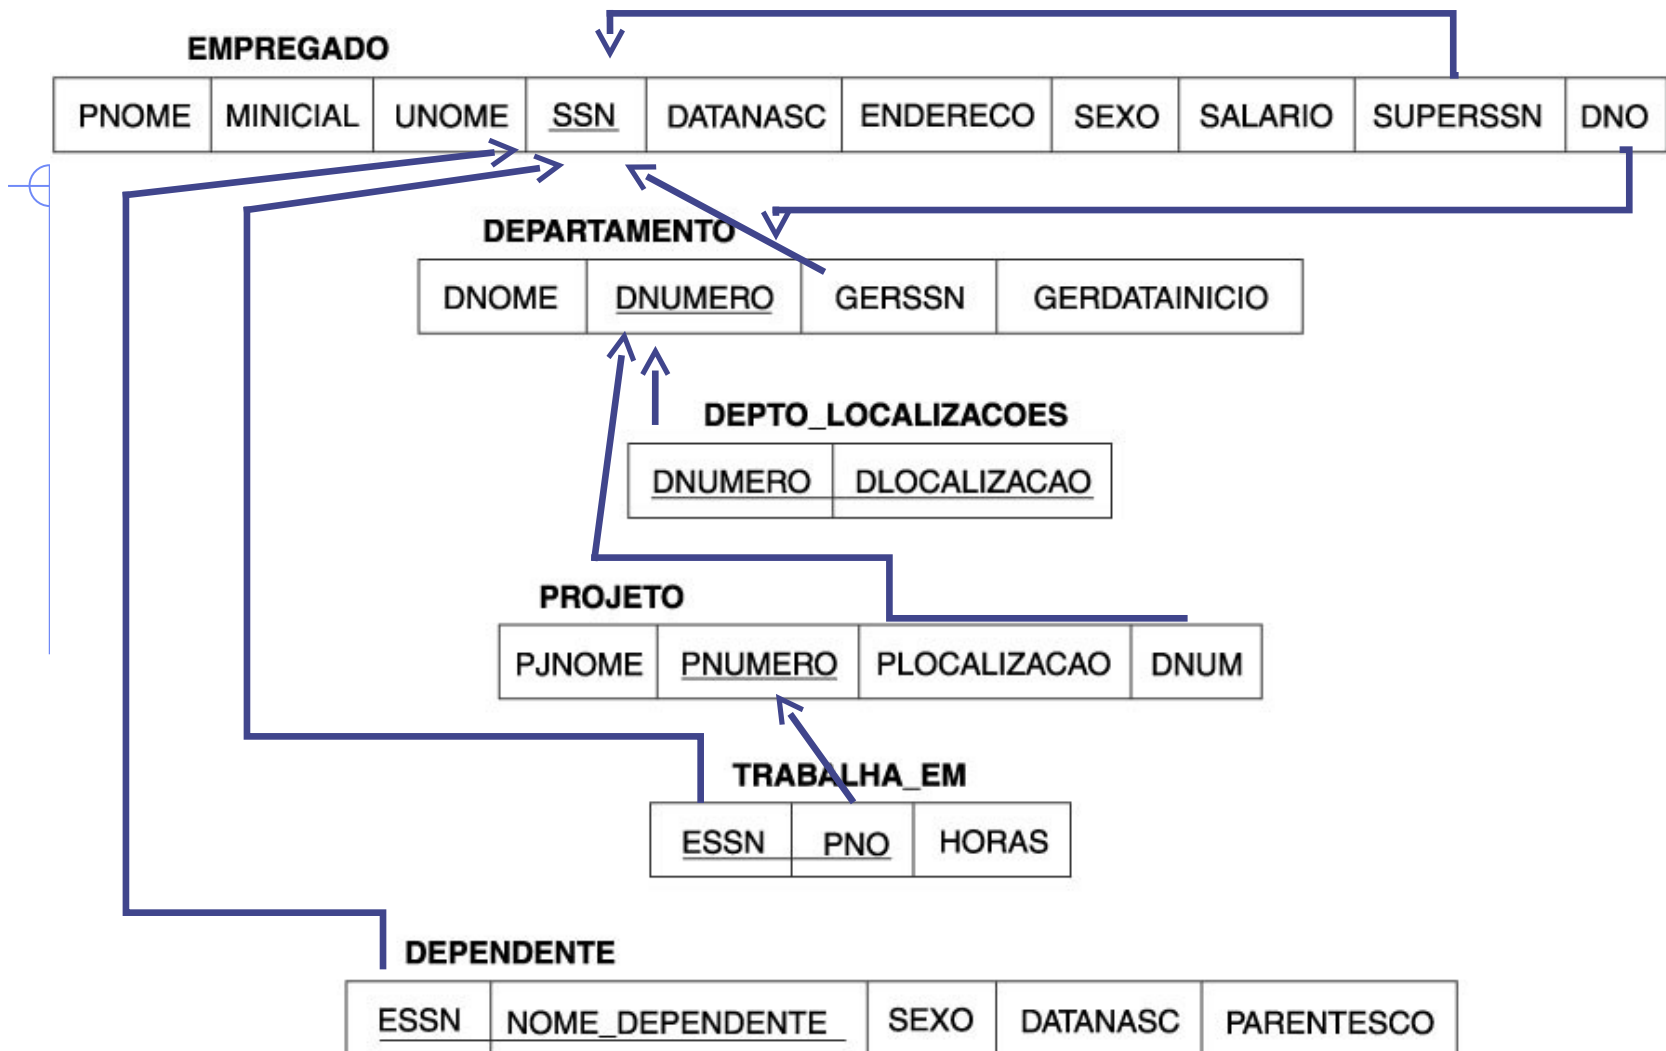 EMPREGADO
PNOME MINICIAL UNOME SSN DATANASC ENDERECO SEXO SALARIO SUPERSSN DNO
DEPARTAMENTO
DNOME DNUMERO GERSSN GERDATAINICIO
DEPTO_LOCALIZACOES
DNUMERO DLOCALIZACAO
PROJETO
PJNOME PNUMERO PLOCALIZACAO DNUM
TRABALHA_EM
ESSN PNO HORAS
DEPENDENTE
ESSN NOME_DEPENDENTE SEXO DATANASC PARENTESCO